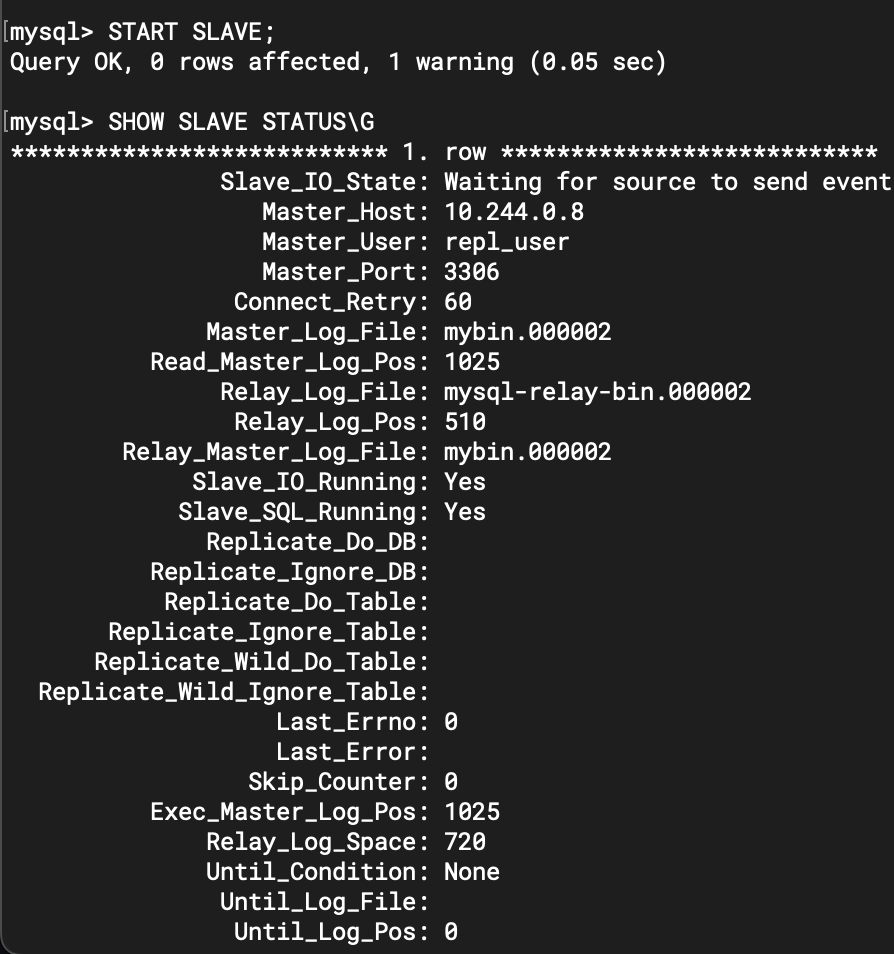 [mysql> START SLAVE;
Query OK, 0 rows affected, 1 warning (0.05 sec)
[mysql> SHOW SLAVE STATUS\G
*************************** 1. row ***************************
Slave_IO_State: Waiting for source to send event
Master_Host: 10.244.0.8
Master_User: repl_user
Master_Port: 3306
Connect_Retry: 60
Master_Log_File: mybin.000002
Read_Master_Log_Pos: 1025
Relay_Log_File: mysql-relay-bin.000002
Relay_Log_Pos: 510
Relay_Master_Log_File: mybin.000002
Slave_IO_Running: Yes
Slave_SQL_Running: Yes
Replicate_Do_DB:
Replicate_Ignore_DB:
Replicate_Do_Table:
Replicate_Ignore_Table:
Replicate_Wild_Do_Table:
Replicate_Wild_Ignore_Table:
Last_Errno: 0
Last_Error:
Skip_Counter: 0
Exec_Master_Log_Pos: 1025
Relay_Log_Space: 720
Until_Condition: None
Until_Log_File:
Until_Log_Pos: 0